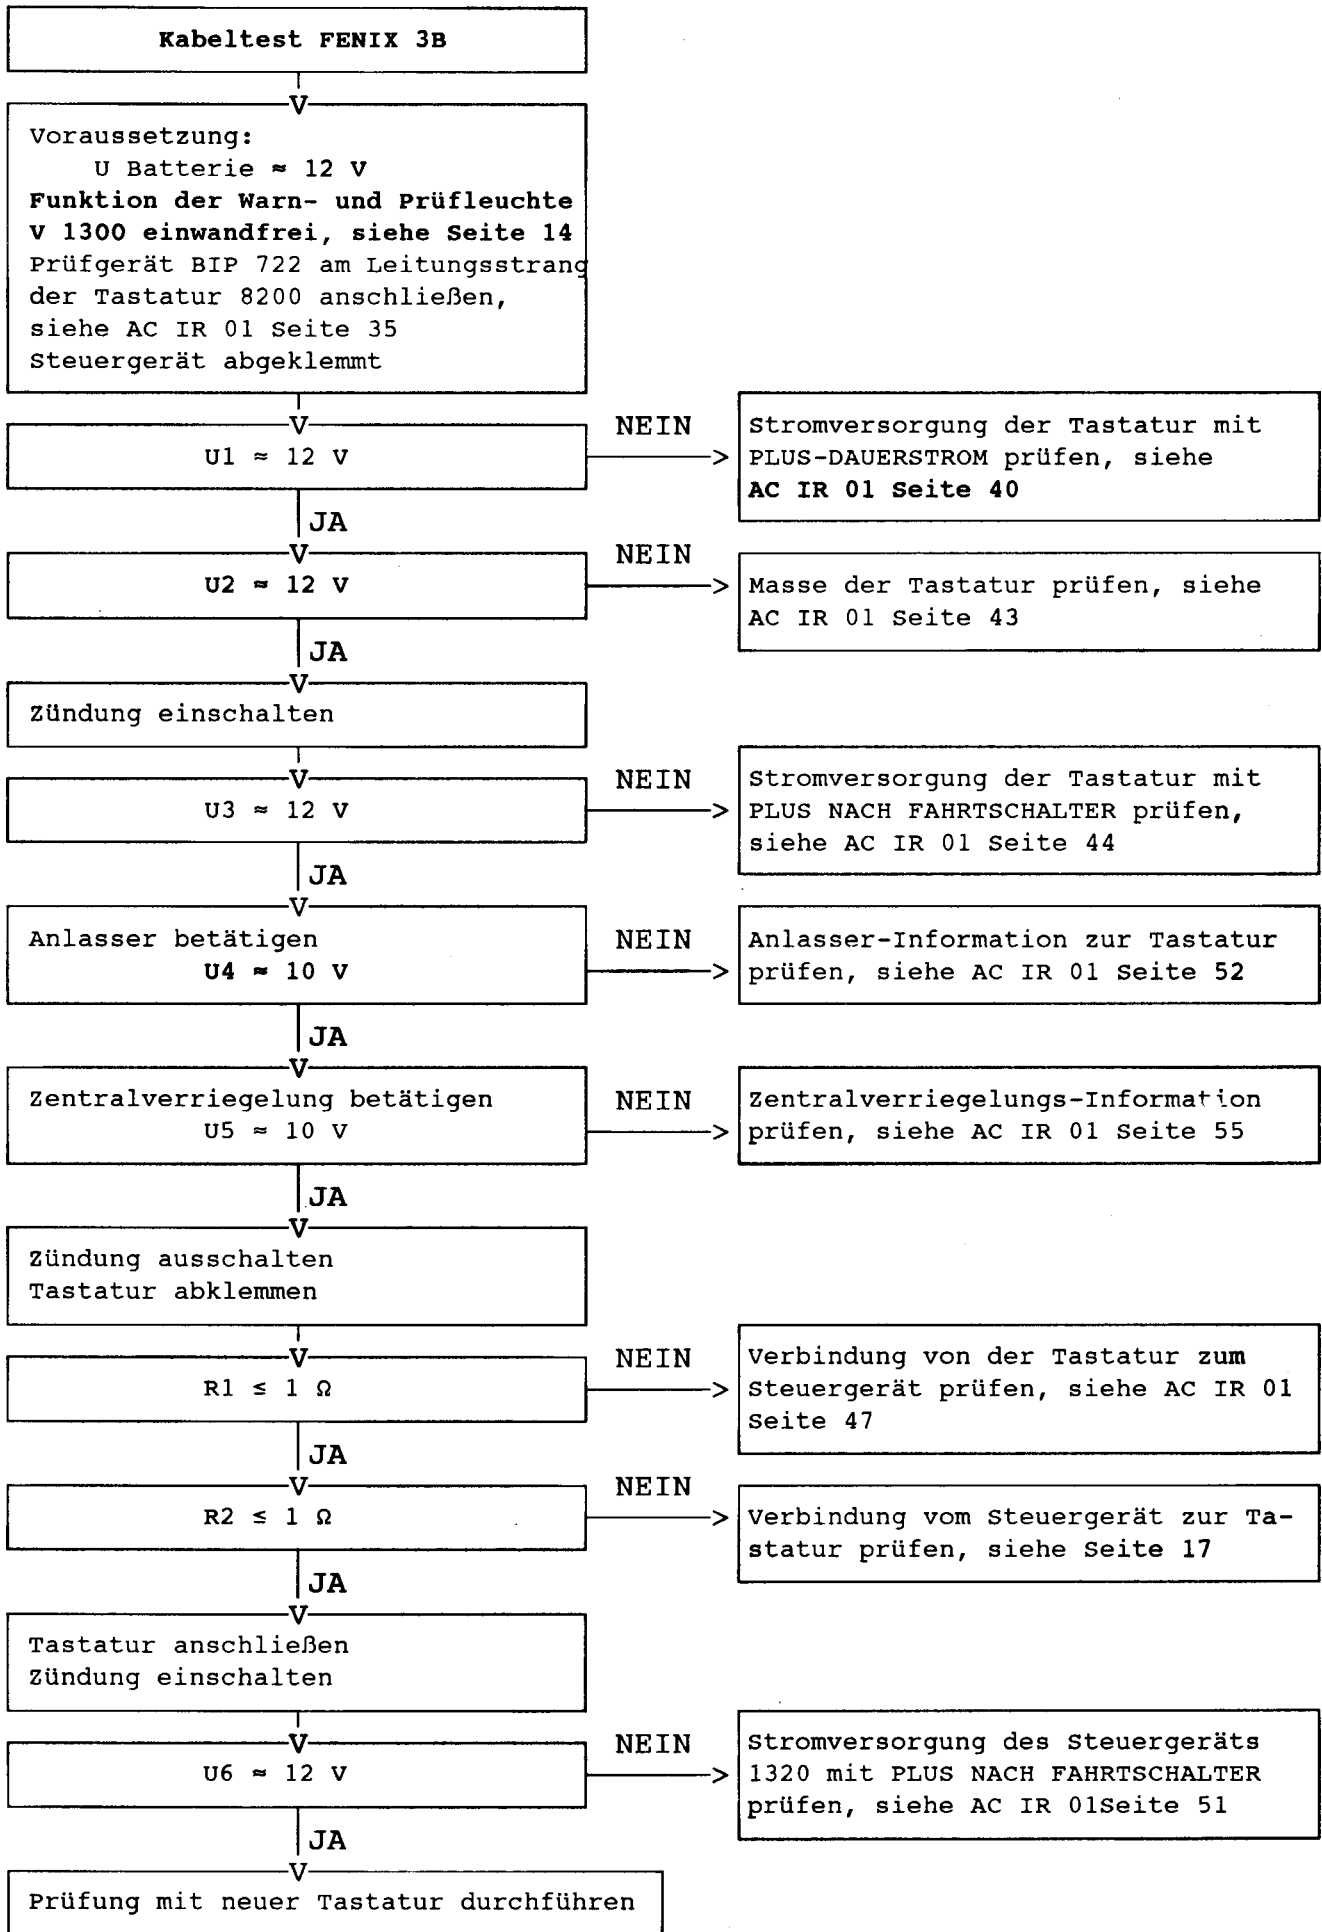 Kabeltest FENIX 3B
Voraussetzung:
U Batterie ≈ 12 V
Funktion der Warn- und Prüfleuchte
V 1300 einwandfrei, siehe Seite 14
Prüfgerät BIP 722 am Leitungsstrang
der Tastatur 8200 anschließen,
siehe AC IR 01 Seite 35
Steuergerät abgeklemmt
U1 ≈ 12 V
NEIN
Stromversorgung der Tastatur mit
PLUS-DAUERSTROM prüfen, siehe
AC IR 01 Seite 40
JA
U2 ≈ 12 V
NEIN
Masse der Tastatur prüfen, siehe
AC IR 01 Seite 43
JA
Zündung einschalten
U3 ≈ 12 V
NEIN
Stromversorgung der Tastatur mit
PLUS NACH FAHRTSCHALTER prüfen,
siehe AC IR 01 Seite 44
JA
Anlasser betätigen
U4 ≈ 10 V
NEIN
Anlasser-Information zur Tastatur
prüfen, siehe AC IR 01 Seite 52
JA
Zentralverriegelung betätigen
U5 ≈ 10 V
NEIN
Zentralverriegelungs-Information
prüfen, siehe AC IR 01 Seite 55
JA
Zündung ausschalten
Tastatur abklemmen
R1 ≤ 1 Ω
NEIN
Verbindung von der Tastatur zum
Steuergerät prüfen, siehe AC IR 01
Seite 47
JA
R2 ≤ 1 Ω
NEIN
Verbindung vom Steuergerät zur Ta-
statur prüfen, siehe Seite 17
JA
Tastatur anschließen
Zündung einschalten
U6 ≈ 12 V
NEIN
Stromversorgung des Steuergeräts
1320 mit PLUS NACH FAHRTSCHALTER
prüfen, siehe AC IR 01Seite 51
JA
Prüfung mit neuer Tastatur durchführen